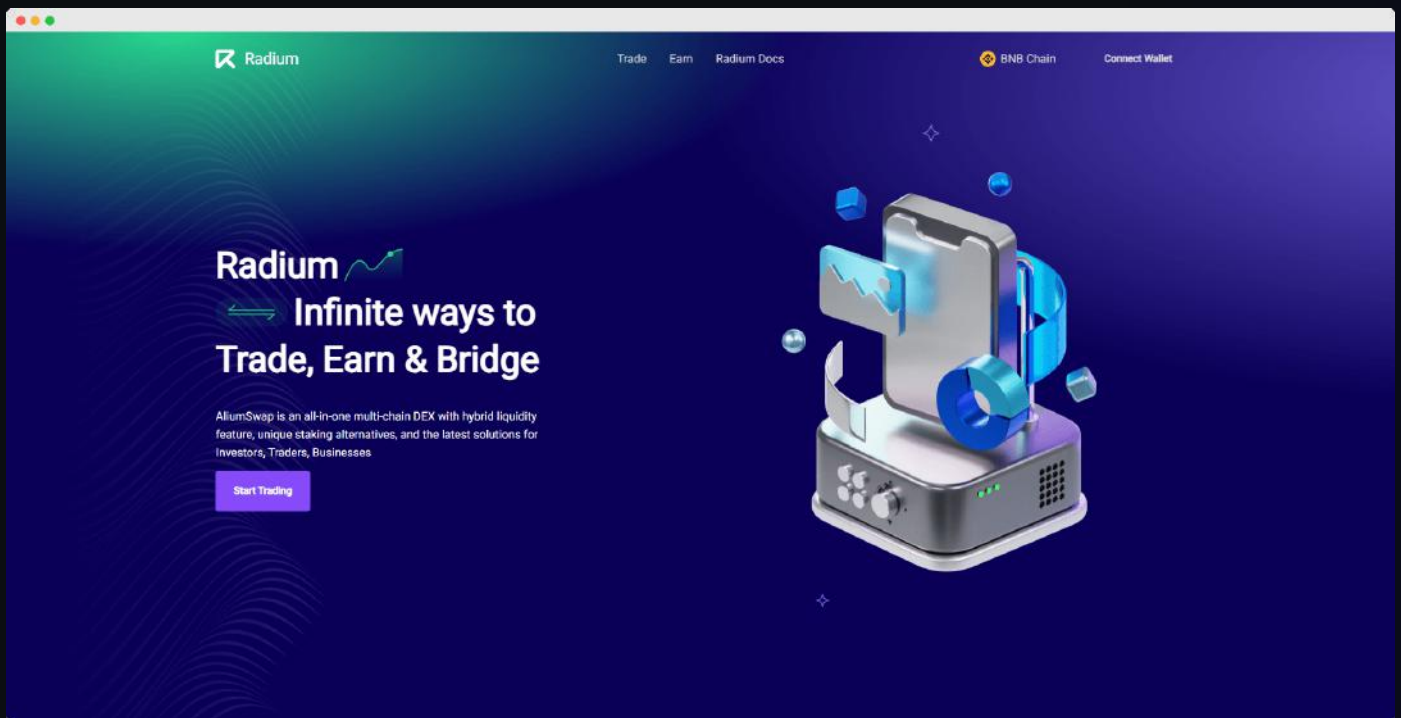 Radium
Trade Earn Radium Docs
BNB Chain
Connect Wallet
Radium
Infinite ways to
Trade, Earn & Bridge
AliumSwap is an all-in-one multi-chain DEX with hybrid liquidity
feature, unique staking alternatives, and the latest solutions for
Investors, Traders, Businesses
Start Trading